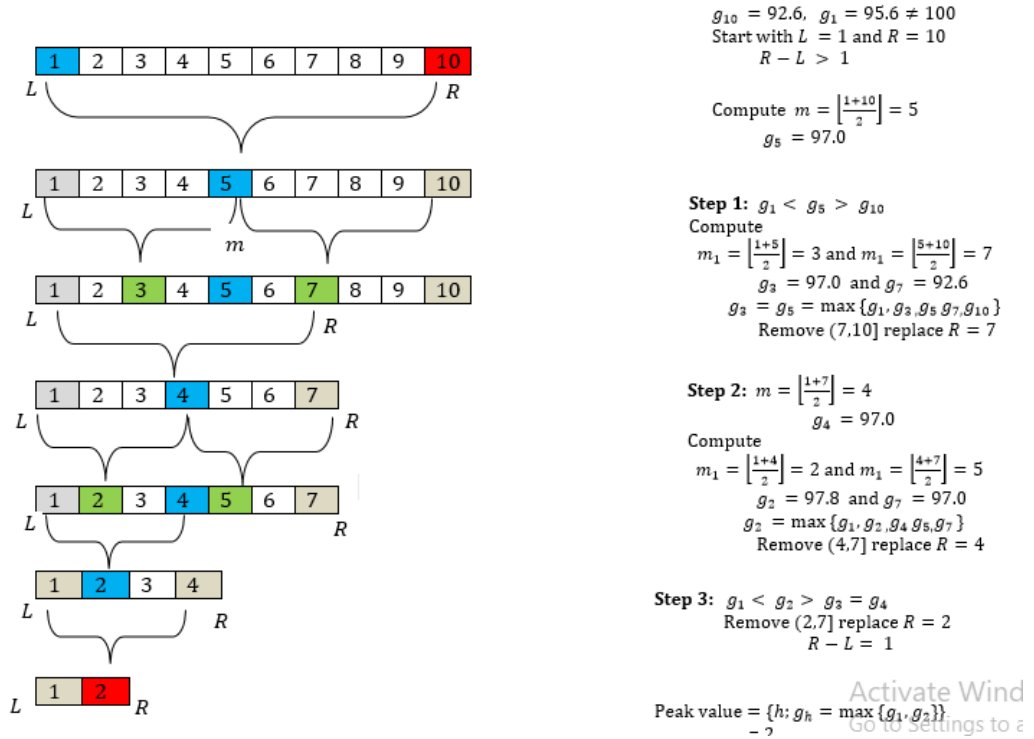 1 2 3 4 5 6 7 8 9 10
L R
1 2 3 4 5 6 7 8 9 10
L
m
1 2 3 4 5 6 7 8 9 10
L R
1 2 3 4 5 6 7
L R
1 2 3 4 5 6 7
L R
1 2 3 4
L R
1 2
L R
g₁₀ = 92.6, g₁ = 95.6 ≠ 100
Start with L = 1 and R = 10
R − L > 1
Compute m = ⌊(1+10)/2⌋ = 5
g₅ = 97.0
Step 1: g₁ < g₅ > g₁₀
Compute
m₁ = ⌊(1+5)/2⌋ = 3 and m₁ = ⌊(5+10)/2⌋ = 7
g₃ = 97.0 and g₇ = 92.6
g₃ = g₅ = max {g₁, g₃ ,g₅ g₇,g₁₀ }
Remove (7,10] replace R = 7
Step 2: m = ⌊(1+7)/2⌋ = 4
g₄ = 97.0
Compute
m₁ = ⌊(1+4)/2⌋ = 2 and m₁ = ⌊(4+7)/2⌋ = 5
g₂ = 97.8 and g₇ = 97.0
g₂ = max {g₁, g₂ ,g₄ g₅,g₇ }
Remove (4,7] replace R = 4
Step 3: g₁ < g₂ > g₃ = g₄
Remove (2,7] replace R = 2
R − L = 1
Peak value = {h; gₕ = max {g₁, g₂}}
= 2
Activate Wind
Go to Settings to a